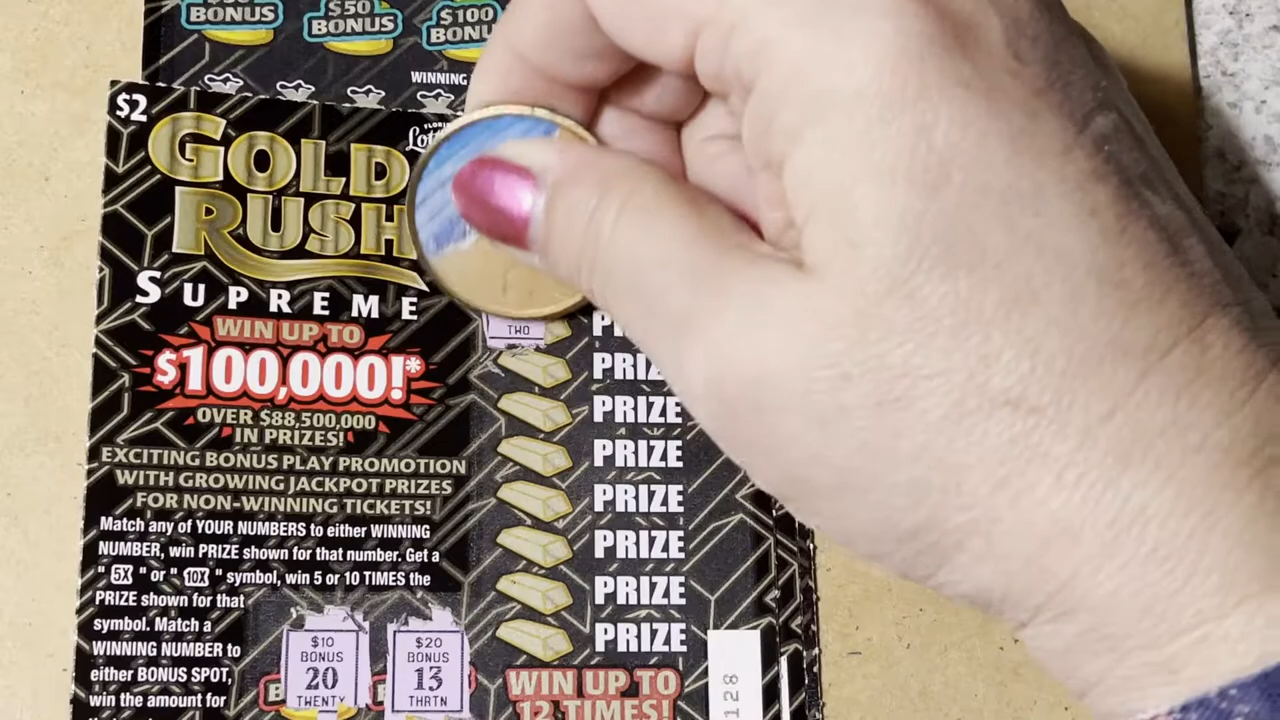 BONUS
$50
BONUS
$100
BONU
WINNING
$2
GOLD
RUSH
SUPREME
WIN UP TO
$100,000!*
OVER $88,500,000
IN PRIZES!
EXCITING BONUS PLAY PROMOTION
WITH GROWING JACKPOT PRIZES
FOR NON-WINNING TICKETS!
Match any of YOUR NUMBERS to either WINNING
NUMBER, win PRIZE shown for that number. Get a
" 5X " or " 10X " symbol, win 5 or 10 TIMES the
PRIZE shown for that
symbol. Match a
WINNING NUMBER to
either BONUS SPOT,
win the amount for
$10
BONUS
20
TWENTY
$20
BONUS
13
THRTN
TWO
PRIZE
PRIZE
PRIZE
PRIZE
PRIZE
PRIZE
WIN UP TO
12 TIMES!
128